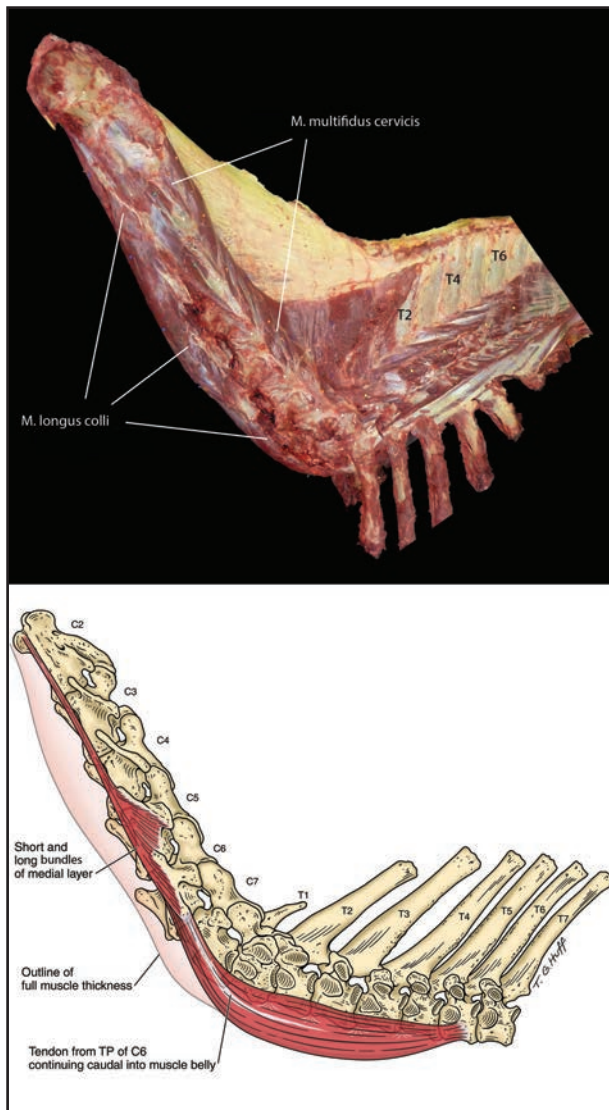 M. multifidus cervicis
T6
T4
T2
M. longus colli
C2
C3
C4
C5
Short and
long bundles
of medial layer
C6
C7
T1
T2
T3
T4
T5
T6
T7
Outline of
full muscle thickness
T. G. Huff
Tendon from TP of C6
continuing caudal into muscle belly